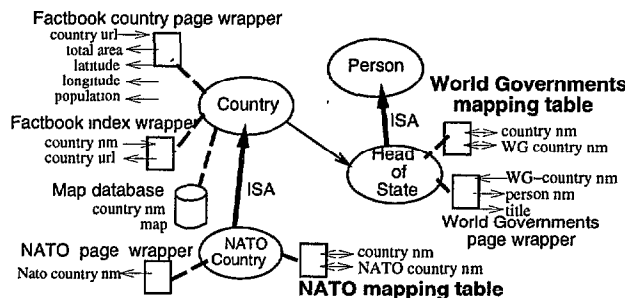 Factbook country page wrapper
country url
total area
latitude
longitude
population
Person
World Governments
mapping table
Country
ISA
country nm
WG country nm
Factbook index wrapper
country nm
country url
Head
of
State
Map database
country nm
map
ISA
WG-country nm
person nm
title
World Governments
page wrapper
NATO page wrapper
Nato country nm
NATO
Country
country nm
NATO country nm
NATO mapping table